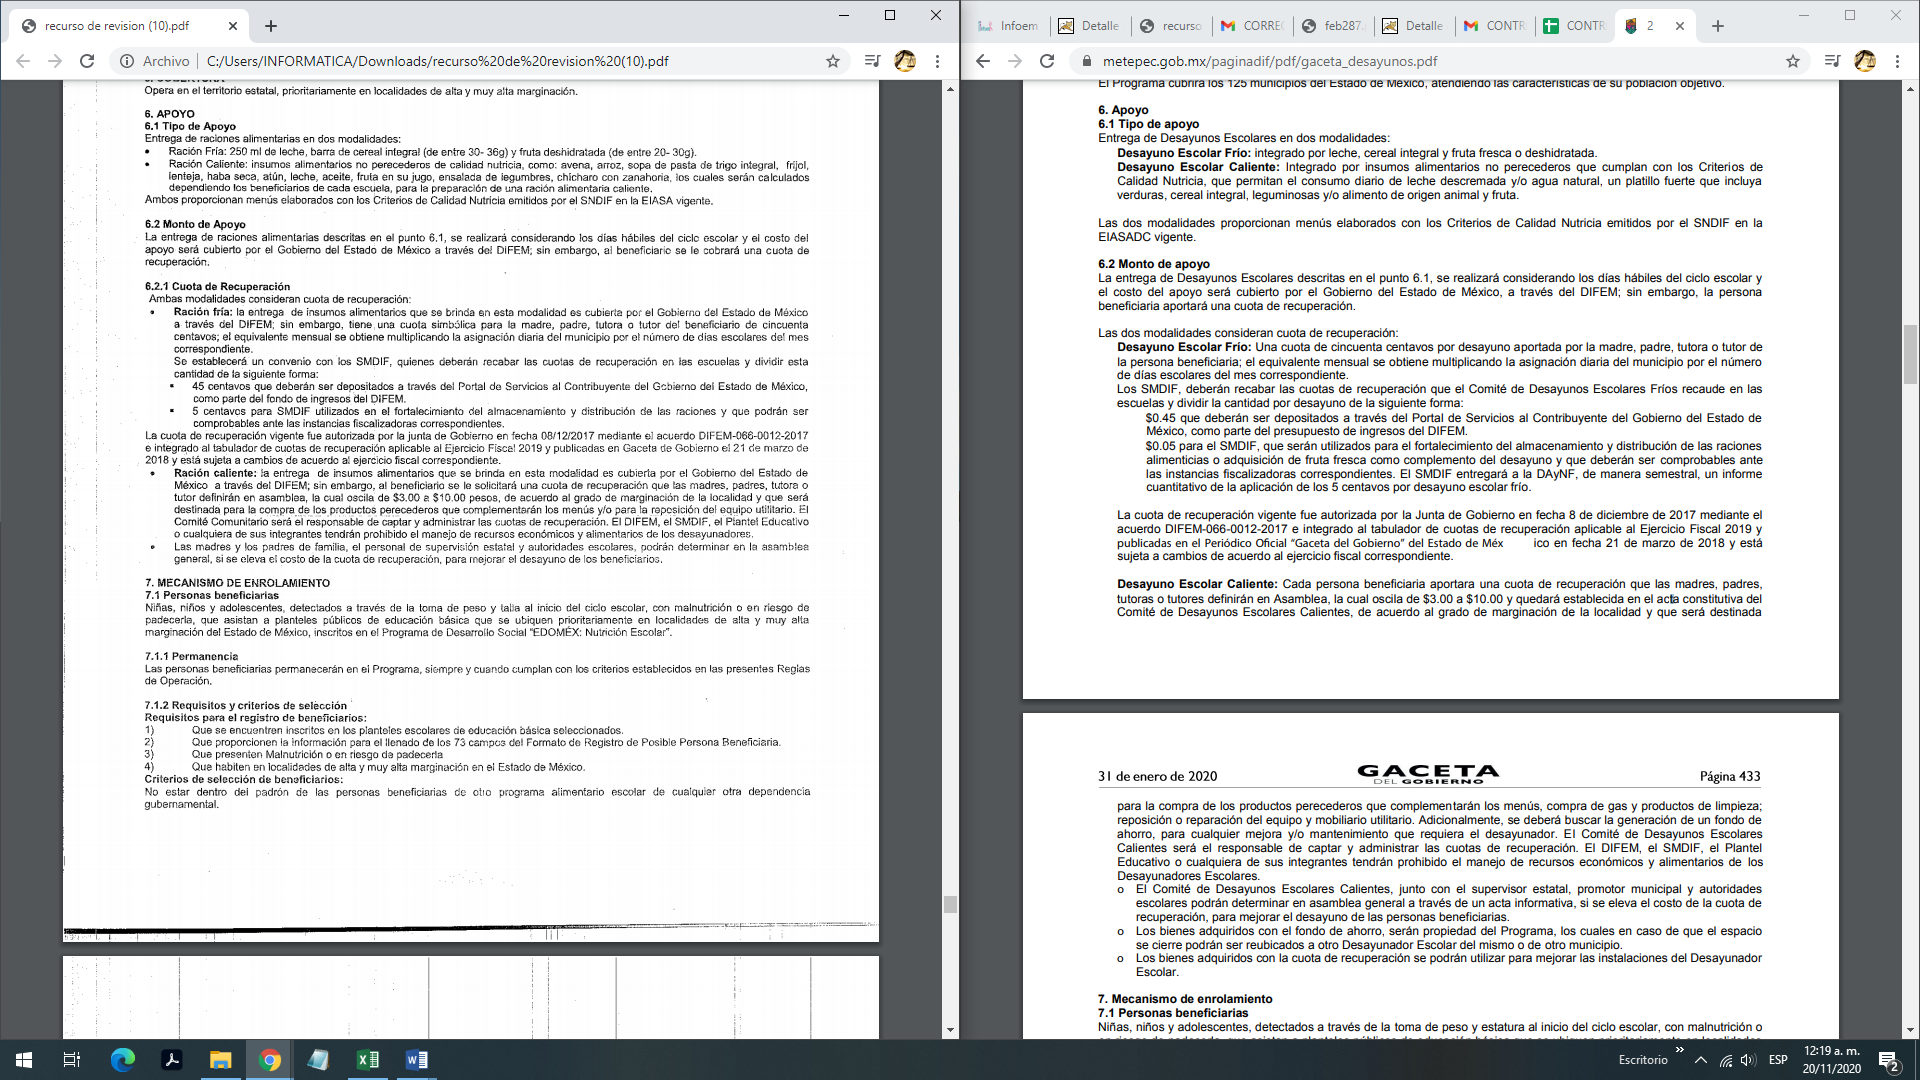 recurso de revision (10).pdf
Archivo
C:/Users/INFORMATICA/Downloads/recurso%20de%20revision%20(10).pdf
Opera en el territorio estatal, prioritariamente en localidades de alta y muy alta marginación.
6. APOYO
6.1 Tipo de Apoyo
Entrega de raciones alimentarias en dos modalidades:
• Ración Fría: 250 ml de leche, barra de cereal integral (de entre 30- 36g) y fruta deshidratada (de entre 20- 30g).
• Ración Caliente: insumos alimentarios no perecederos de calidad nutricia, como: avena, arroz, sopa de pasta de trigo integral, frijol,
lenteja, haba seca, atún, leche, aceite, fruta en su jugo, ensalada de legumbres, chicharo con zanahoria, los cuales serán calculados
dependiendo los beneficiarios de cada escuela, para la preparación de una ración alimentaria caliente.
Ambos proporcionan menús elaborados con los Criterios de Calidad Nutricia emitidos por el SNDIF en la EIASA vigente.
6.2 Monto de Apoyo
La entrega de raciones alimentarias descritas en el punto 6.1, se realizará considerando los días hábiles del ciclo escolar y el costo del
apoyo será cubierto por el Gobierno del Estado de México a través del DIFEM; sin embargo, al beneficiario se le cobrará una cuota de
recuperación.
6.2.1 Cuota de Recuperación
Ambas modalidades consideran cuota de recuperación:
• Ración fría: la entrega de insumos alimentarios que se brinda en esta modalidad es cubierta por el Gobierno del Estado de México
a través del DIFEM; sin embargo, tiene una cuota simbólica para la madre, padre, tutora o tutor del beneficiario de cincuenta
centavos; el equivalente mensual se obtiene multiplicando la asignación diaria del municipio por el número de días escolares del mes
correspondiente.
Se establecerá un convenio con los SMDIF, quienes deberán recabar las cuotas de recuperación en las escuelas y dividir esta
cantidad de la siguiente forma:
▪ 45 centavos que deberán ser depositados a través del Portal de Servicios al Contribuyente del Gobierno del Estado de México,
como parte del fondo de ingresos del DIFEM.
▪ 5 centavos para SMDIF utilizados en el fortalecimiento del almacenamiento y distribución de las raciones y que podrán ser
comprobables ante las instancias fiscalizadoras correspondientes.
La cuota de recuperación vigente fue autorizada por la junta de Gobierno en fecha 08/12/2017 mediante el acuerdo DIFEM-066-0012-2017
e integrado al tabulador de cuotas de recuperación aplicable al Ejercicio Fiscal 2019 y publicadas en Gaceta de Gobierno el 21 de marzo de
2018 y está sujeta a cambios de acuerdo al ejercicio fiscal correspondiente.
• Ración caliente: la entrega de insumos alimentarios que se brinda en esta modalidad es cubierta por el Gobierno del Estado de
México a través del DIFEM; sin embargo, al beneficiario se le solicitará una cuota de recuperación que las madres, padres, tutora o
tutor definirán en asamblea, la cual oscila de $3.00 a $10.00 pesos, de acuerdo al grado de marginación de la localidad y que será
destinada para la compra de los productos perecederos que complementarán los menús y/o para la reposición del equipo utilitario. El
Comité Comunitario será el responsable de captar y administrar las cuotas de recuperación. El DIFEM, el SMDIF, el Plantel Educativo
o cualquiera de sus integrantes tendrán prohibido el manejo de recursos económicos y alimentarios de los desayunadores.
• Las madres y los padres de familia, el personal de supervisión estatal y autoridades escolares, podrán determinar en la asamblea
general, si se eleva el costo de la cuota de recuperación, para mejorar el desayuno de los beneficiarios.
7. MECANISMO DE ENROLAMIENTO
7.1 Personas beneficiarias
Niñas, niños y adolescentes, detectados a través de la toma de peso y talla al inicio del ciclo escolar, con malnutrición o en riesgo de
padecerla, que asistan a planteles públicos de educación básica que se ubiquen prioritariamente en localidades de alta y muy alta
marginación del Estado de México, inscritos en el Programa de Desarrollo Social "EDOMÉX: Nutrición Escolar".
7.1.1 Permanencia
Las personas beneficiarias permanecerán en el Programa, siempre y cuando cumplan con los criterios establecidos en las presentes Reglas
de Operación.
7.1.2 Requisitos y criterios de selección
Requisitos para el registro de beneficiarios:
1) Que se encuentren inscritos en los planteles escolares de educación básica seleccionados.
2) Que proporcionen la información para el llenado de los 73 campos del Formato de Registro de Posible Persona Beneficiaria.
3) Que presenten Malnutrición o en riesgo de padecerla
4) Que habiten en localidades de alta y muy alta marginación en el Estado de México.
Criterios de selección de beneficiarios:
No estar dentro del padrón de las personas beneficiarias de otro programa alimentario escolar de cualquier otra dependencia
gubernamental.
Infoem
Detalle
recurso
CORREO
feb287.
Detalle
CONTR
CONTR
2
metepec.gob.mx/paginadif/pdf/gaceta_desayunos.pdf
El Programa cubrirá los 125 municipios del Estado de México, atendiendo las características de su población objetivo.
6. Apoyo
6.1 Tipo de apoyo
Entrega de Desayunos Escolares en dos modalidades:
Desayuno Escolar Frío: integrado por leche, cereal integral y fruta fresca o deshidratada.
Desayuno Escolar Caliente: Integrado por insumos alimentarios no perecederos que cumplan con los Criterios de
Calidad Nutricia, que permitan el consumo diario de leche descremada y/o agua natural, un platillo fuerte que incluya
verduras, cereal integral, leguminosas y/o alimento de origen animal y fruta.
Las dos modalidades proporcionan menús elaborados con los Criterios de Calidad Nutricia emitidos por el SNDIF en la
EIASADC vigente.
6.2 Monto de apoyo
La entrega de Desayunos Escolares descritas en el punto 6.1, se realizará considerando los días hábiles del ciclo escolar y
el costo del apoyo será cubierto por el Gobierno del Estado de México, a través del DIFEM; sin embargo, la persona
beneficiaria aportará una cuota de recuperación.
Las dos modalidades consideran cuota de recuperación:
Desayuno Escolar Frío: Una cuota de cincuenta centavos por desayuno aportada por la madre, padre, tutora o tutor de
la persona beneficiaria; el equivalente mensual se obtiene multiplicando la asignación diaria del municipio por el número
de días escolares del mes correspondiente.
Los SMDIF, deberán recabar las cuotas de recuperación que el Comité de Desayunos Escolares Fríos recaude en las
escuelas y dividir la cantidad por desayuno de la siguiente forma:
$0.45 que deberán ser depositados a través del Portal de Servicios al Contribuyente del Gobierno del Estado de
México, como parte del presupuesto de ingresos del DIFEM.
$0.05 para el SMDIF, que serán utilizados para el fortalecimiento del almacenamiento y distribución de las raciones
alimenticias o adquisición de fruta fresca como complemento del desayuno y que deberán ser comprobables ante
las instancias fiscalizadoras correspondientes. El SMDIF entregará a la DAyNF, de manera semestral, un informe
cuantitativo de la aplicación de los 5 centavos por desayuno escolar frío.
La cuota de recuperación vigente fue autorizada por la Junta de Gobierno en fecha 8 de diciembre de 2017 mediante el
acuerdo DIFEM-066-0012-2017 e integrado al tabulador de cuotas de recuperación aplicable al Ejercicio Fiscal 2019 y
publicadas en el Periódico Oficial “Gaceta del Gobierno” del Estado de Méx ico en fecha 21 de marzo de 2018 y está
sujeta a cambios de acuerdo al ejercicio fiscal correspondiente.
Desayuno Escolar Caliente: Cada persona beneficiaria aportara una cuota de recuperación que las madres, padres,
tutoras o tutores definirán en Asamblea, la cual oscila de $3.00 a $10.00 y quedará establecida en el acta constitutiva del
Comité de Desayunos Escolares Calientes, de acuerdo al grado de marginación de la localidad y que será destinada
31 de enero de 2020
GACETA
DEL GOBIERNO
Página 433
para la compra de los productos perecederos que complementarán los menús, compra de gas y productos de limpieza;
reposición o reparación del equipo y mobiliario utilitario. Adicionalmente, se deberá buscar la generación de un fondo de
ahorro, para cualquier mejora y/o mantenimiento que requiera el desayunador. El Comité de Desayunos Escolares
Calientes será el responsable de captar y administrar las cuotas de recuperación. El DIFEM, el SMDIF, el Plantel
Educativo o cualquiera de sus integrantes tendrán prohibido el manejo de recursos económicos y alimentarios de los
Desayunadores Escolares.
o El Comité de Desayunos Escolares Calientes, junto con el supervisor estatal, promotor municipal y autoridades
escolares podrán determinar en asamblea general a través de un acta informativa, si se eleva el costo de la cuota de
recuperación, para mejorar el desayuno de las personas beneficiarias.
o Los bienes adquiridos con el fondo de ahorro, serán propiedad del Programa, los cuales en caso de que el espacio
se cierre podrán ser reubicados a otro Desayunador Escolar del mismo o de otro municipio.
o Los bienes adquiridos con la cuota de recuperación se podrán utilizar para mejorar las instalaciones del Desayunador
Escolar.
7. Mecanismo de enrolamiento
7.1 Personas beneficiarias
Niñas, niños y adolescentes, detectados a través de la toma de peso y estatura al inicio del ciclo escolar, con malnutrición o
Escritorio
ESP
12:19 a. m.
20/11/2020
2